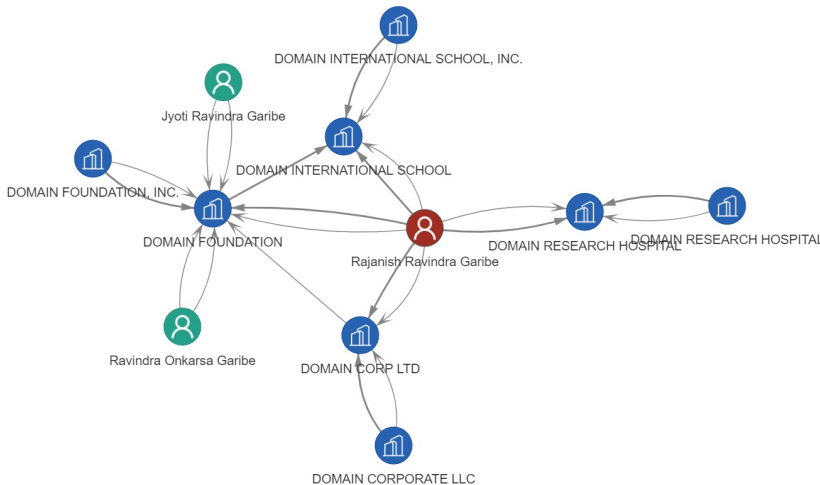 DOMAIN INTERNATIONAL SCHOOL, INC.
Jyoti Ravindra Garibe
DOMAIN INTERNATIONAL SCHOOL
DOMAIN FOUNDATION, INC.
DOMAIN FOUNDATION
DOMAIN RESEARCH HOSPITAL
DOMAIN RESEARCH HOSPITAL
Rajanish Ravindra Garibe
Ravindra Onkarsa Garibe
DOMAIN CORP LTD
DOMAIN CORPORATE LLC